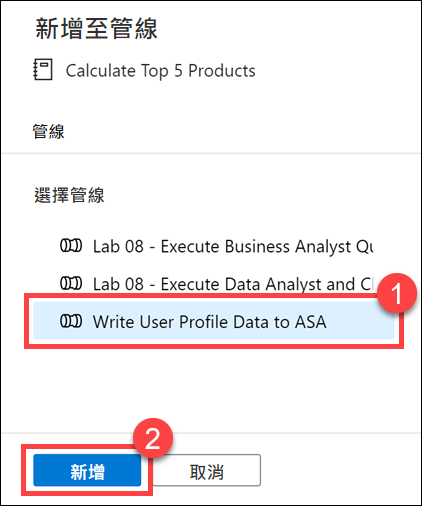 新增至管線
Calculate Top 5 Products
管線
選擇管線
Lab 08 - Execute Business Analyst Qu
Lab 08 - Execute Data Analyst and C
1
Write User Profile Data to ASA
2
新增
取消